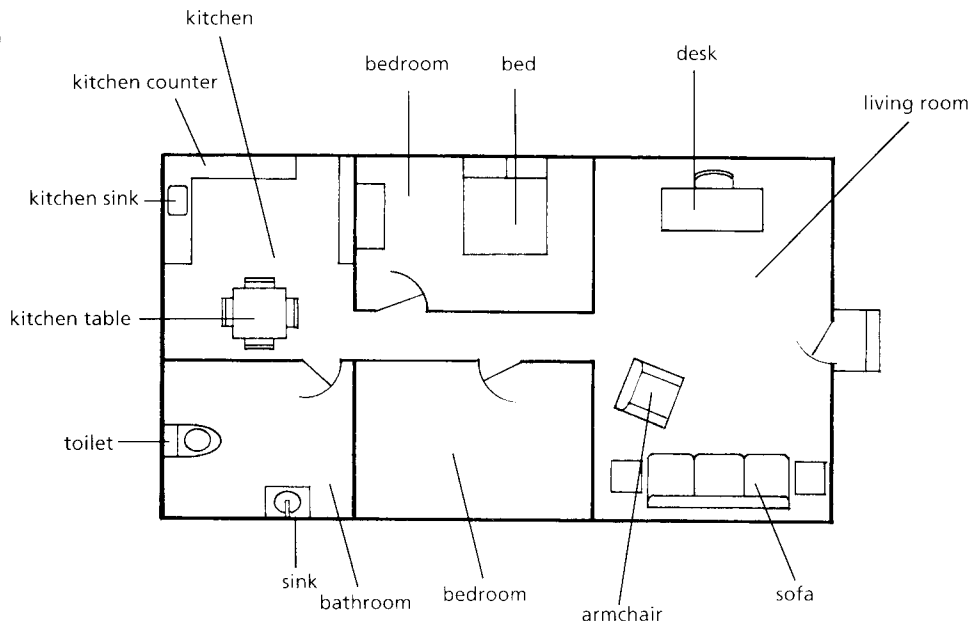 kitchen
kitchen counter
bedroom
bed
desk
living room
kitchen sink
kitchen table
toilet
sink
bathroom
bedroom
armchair
sofa